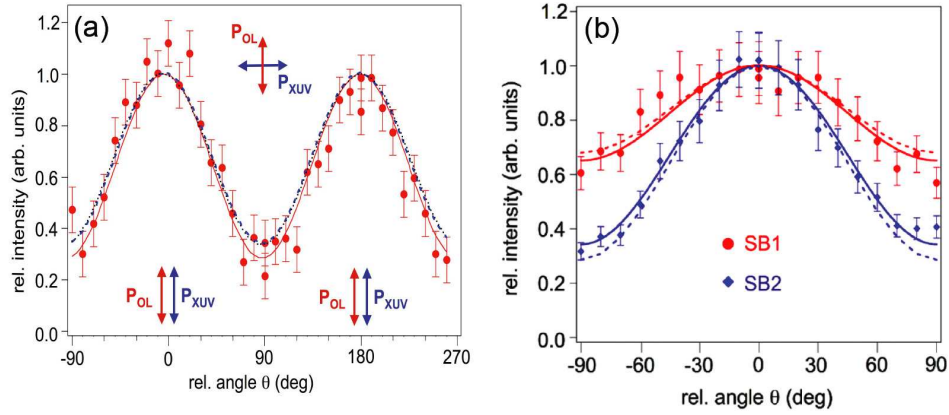 (a)
rel. intensity (arb. units)
1.2
1.0
0.8
0.6
0.4
0.2
0.0
P_OL
P_XUV
P_OL P_XUV
P_OL P_XUV
-90 0 90 180 270
rel. angle θ (deg)
(b)
rel. intensity (arb. units)
1.2
1.0
0.8
0.6
0.4
0.2
0.0
SB1
SB2
-90 -60 -30 0 30 60 90
rel. angle θ (deg)